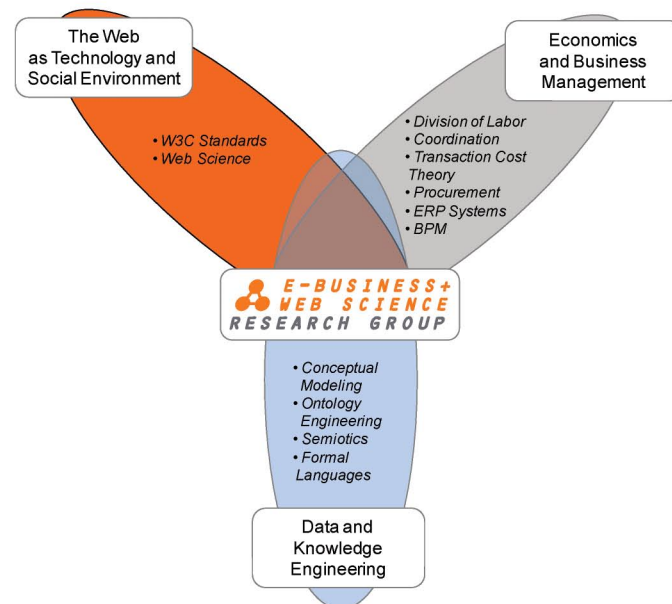 The Web
as Technology and
Social Environment
Economics
and Business
Management
• W3C Standards
• Web Science
• Division of Labor
• Coordination
• Transaction Cost
Theory
• Procurement
• ERP Systems
• BPM
E-BUSINESS+
WEB SCIENCE
RESEARCH GROUP
• Conceptual
Modeling
• Ontology
Engineering
• Semiotics
• Formal
Languages
Data and
Knowledge
Engineering